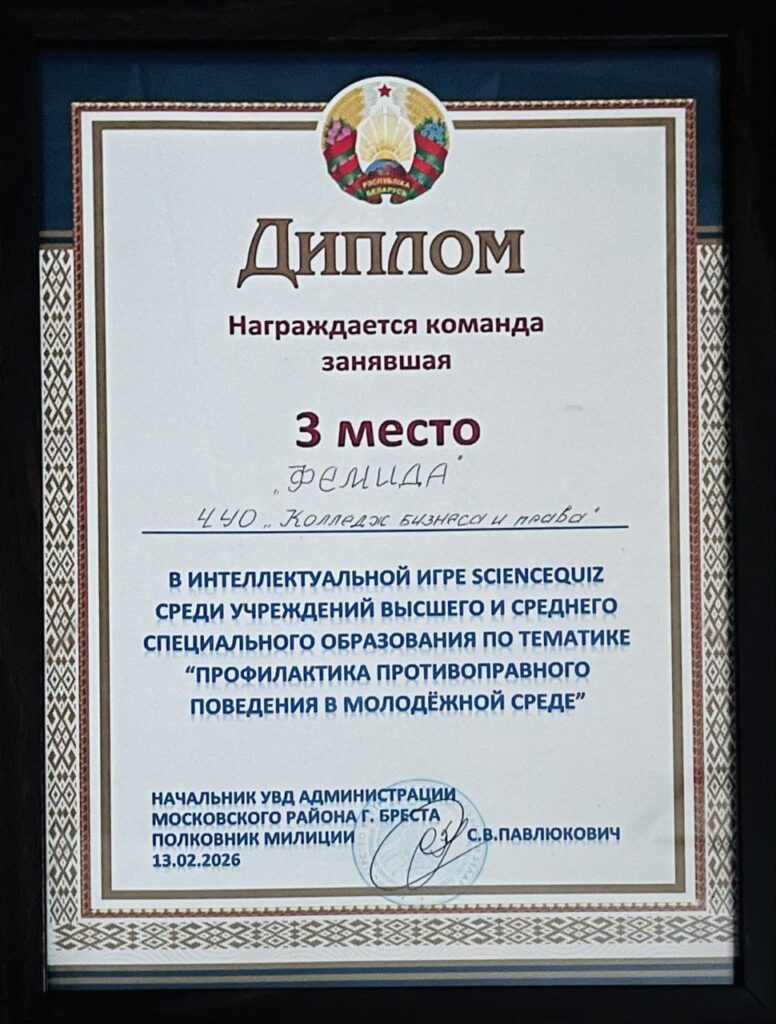 РЭСПУБЛІКА
БЕЛАРУСЬ
Диплом
Награждается команда
занявшая
3 место
„ФЕМИДА"
ЧУО „Колледж бизнеса и права"
В ИНТЕЛЛЕКТУАЛЬНОЙ ИГРЕ SCIENCEQUIZ
СРЕДИ УЧРЕЖДЕНИЙ ВЫСШЕГО И СРЕДНЕГО
СПЕЦИАЛЬНОГО ОБРАЗОВАНИЯ ПО ТЕМАТИКЕ
“ПРОФИЛАКТИКА ПРОТИВОПРАВНОГО
ПОВЕДЕНИЯ В МОЛОДЁЖНОЙ СРЕДЕ”
НАЧАЛЬНИК УВД АДМИНИСТРАЦИИ
МОСКОВСКОГО РАЙОНА Г. БРЕСТА
ПОЛКОВНИК МИЛИЦИИ С.В.ПАВЛЮКОВИЧ
13.02.2026